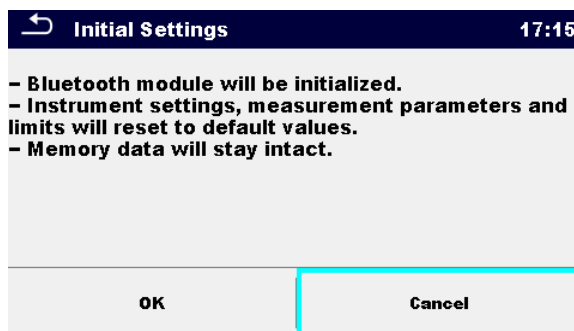 Initial Settings 17:15
– Bluetooth module will be initialized.
– Instrument settings, measurement parameters and
limits will reset to default values.
– Memory data will stay intact.
OK Cancel